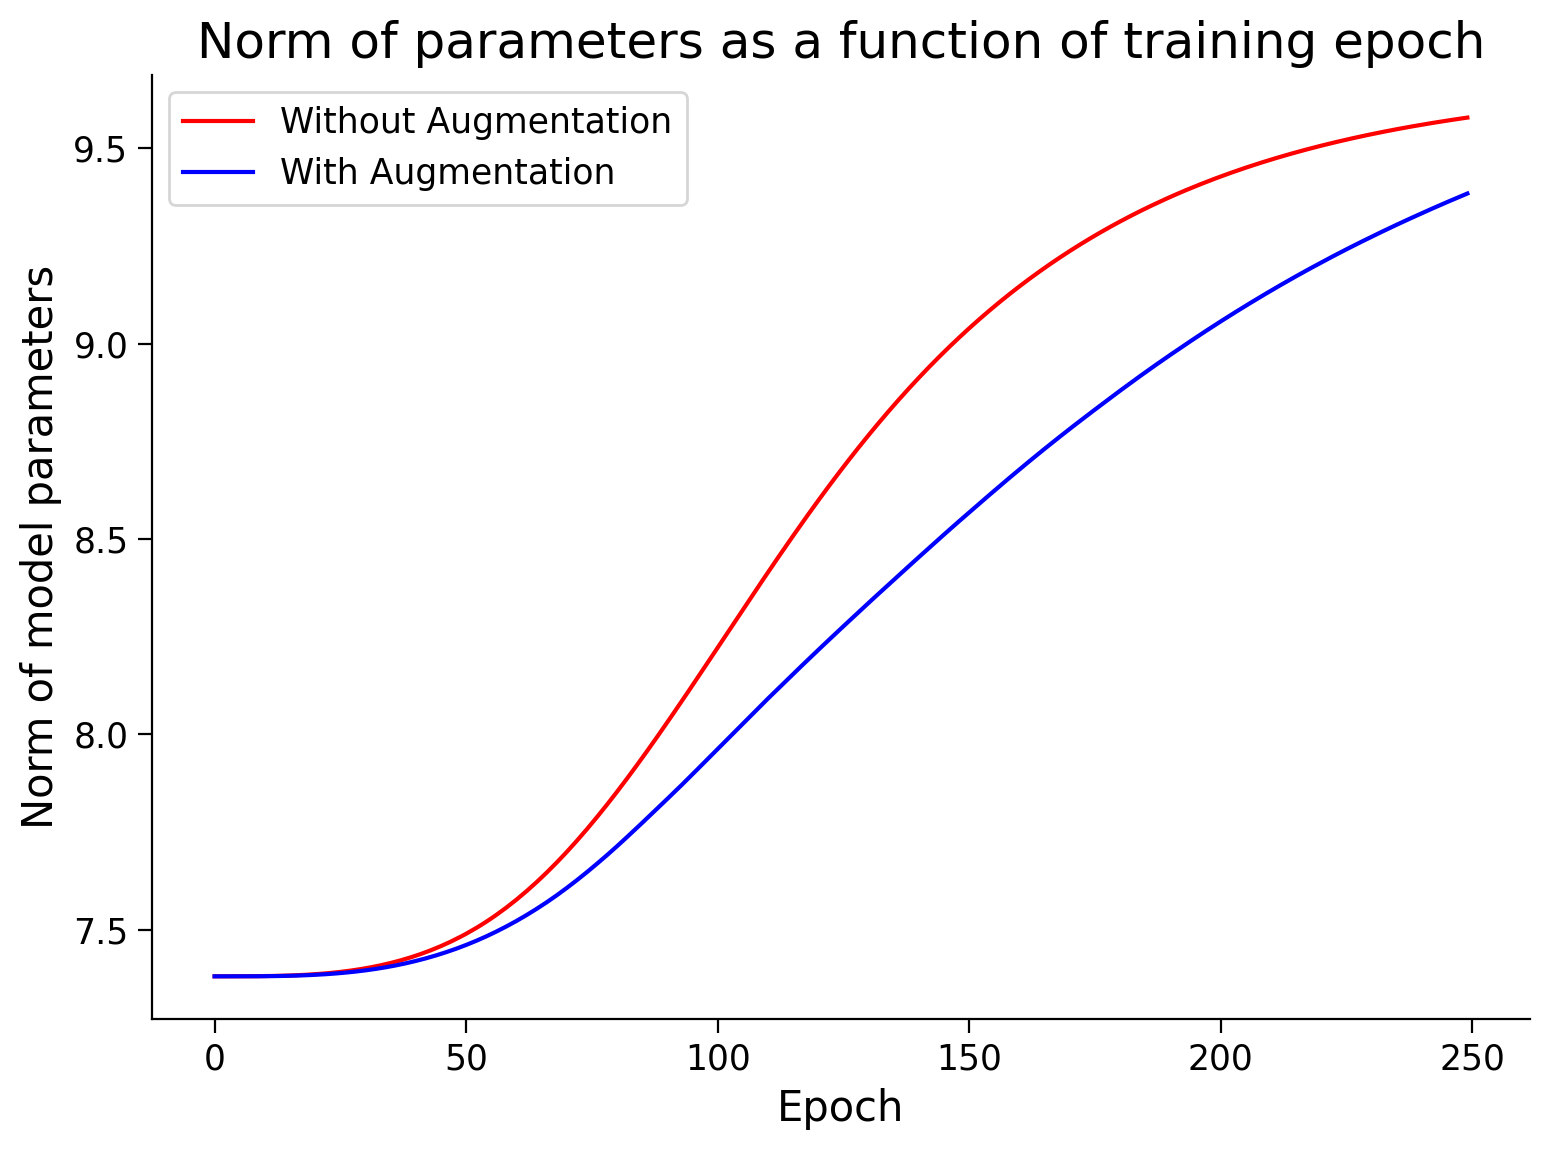 Norm of parameters as a function of training epoch
Without Augmentation
With Augmentation
Norm of model parameters
9.5
9.0
8.5
8.0
7.5
0 50 100 150 200 250
Epoch